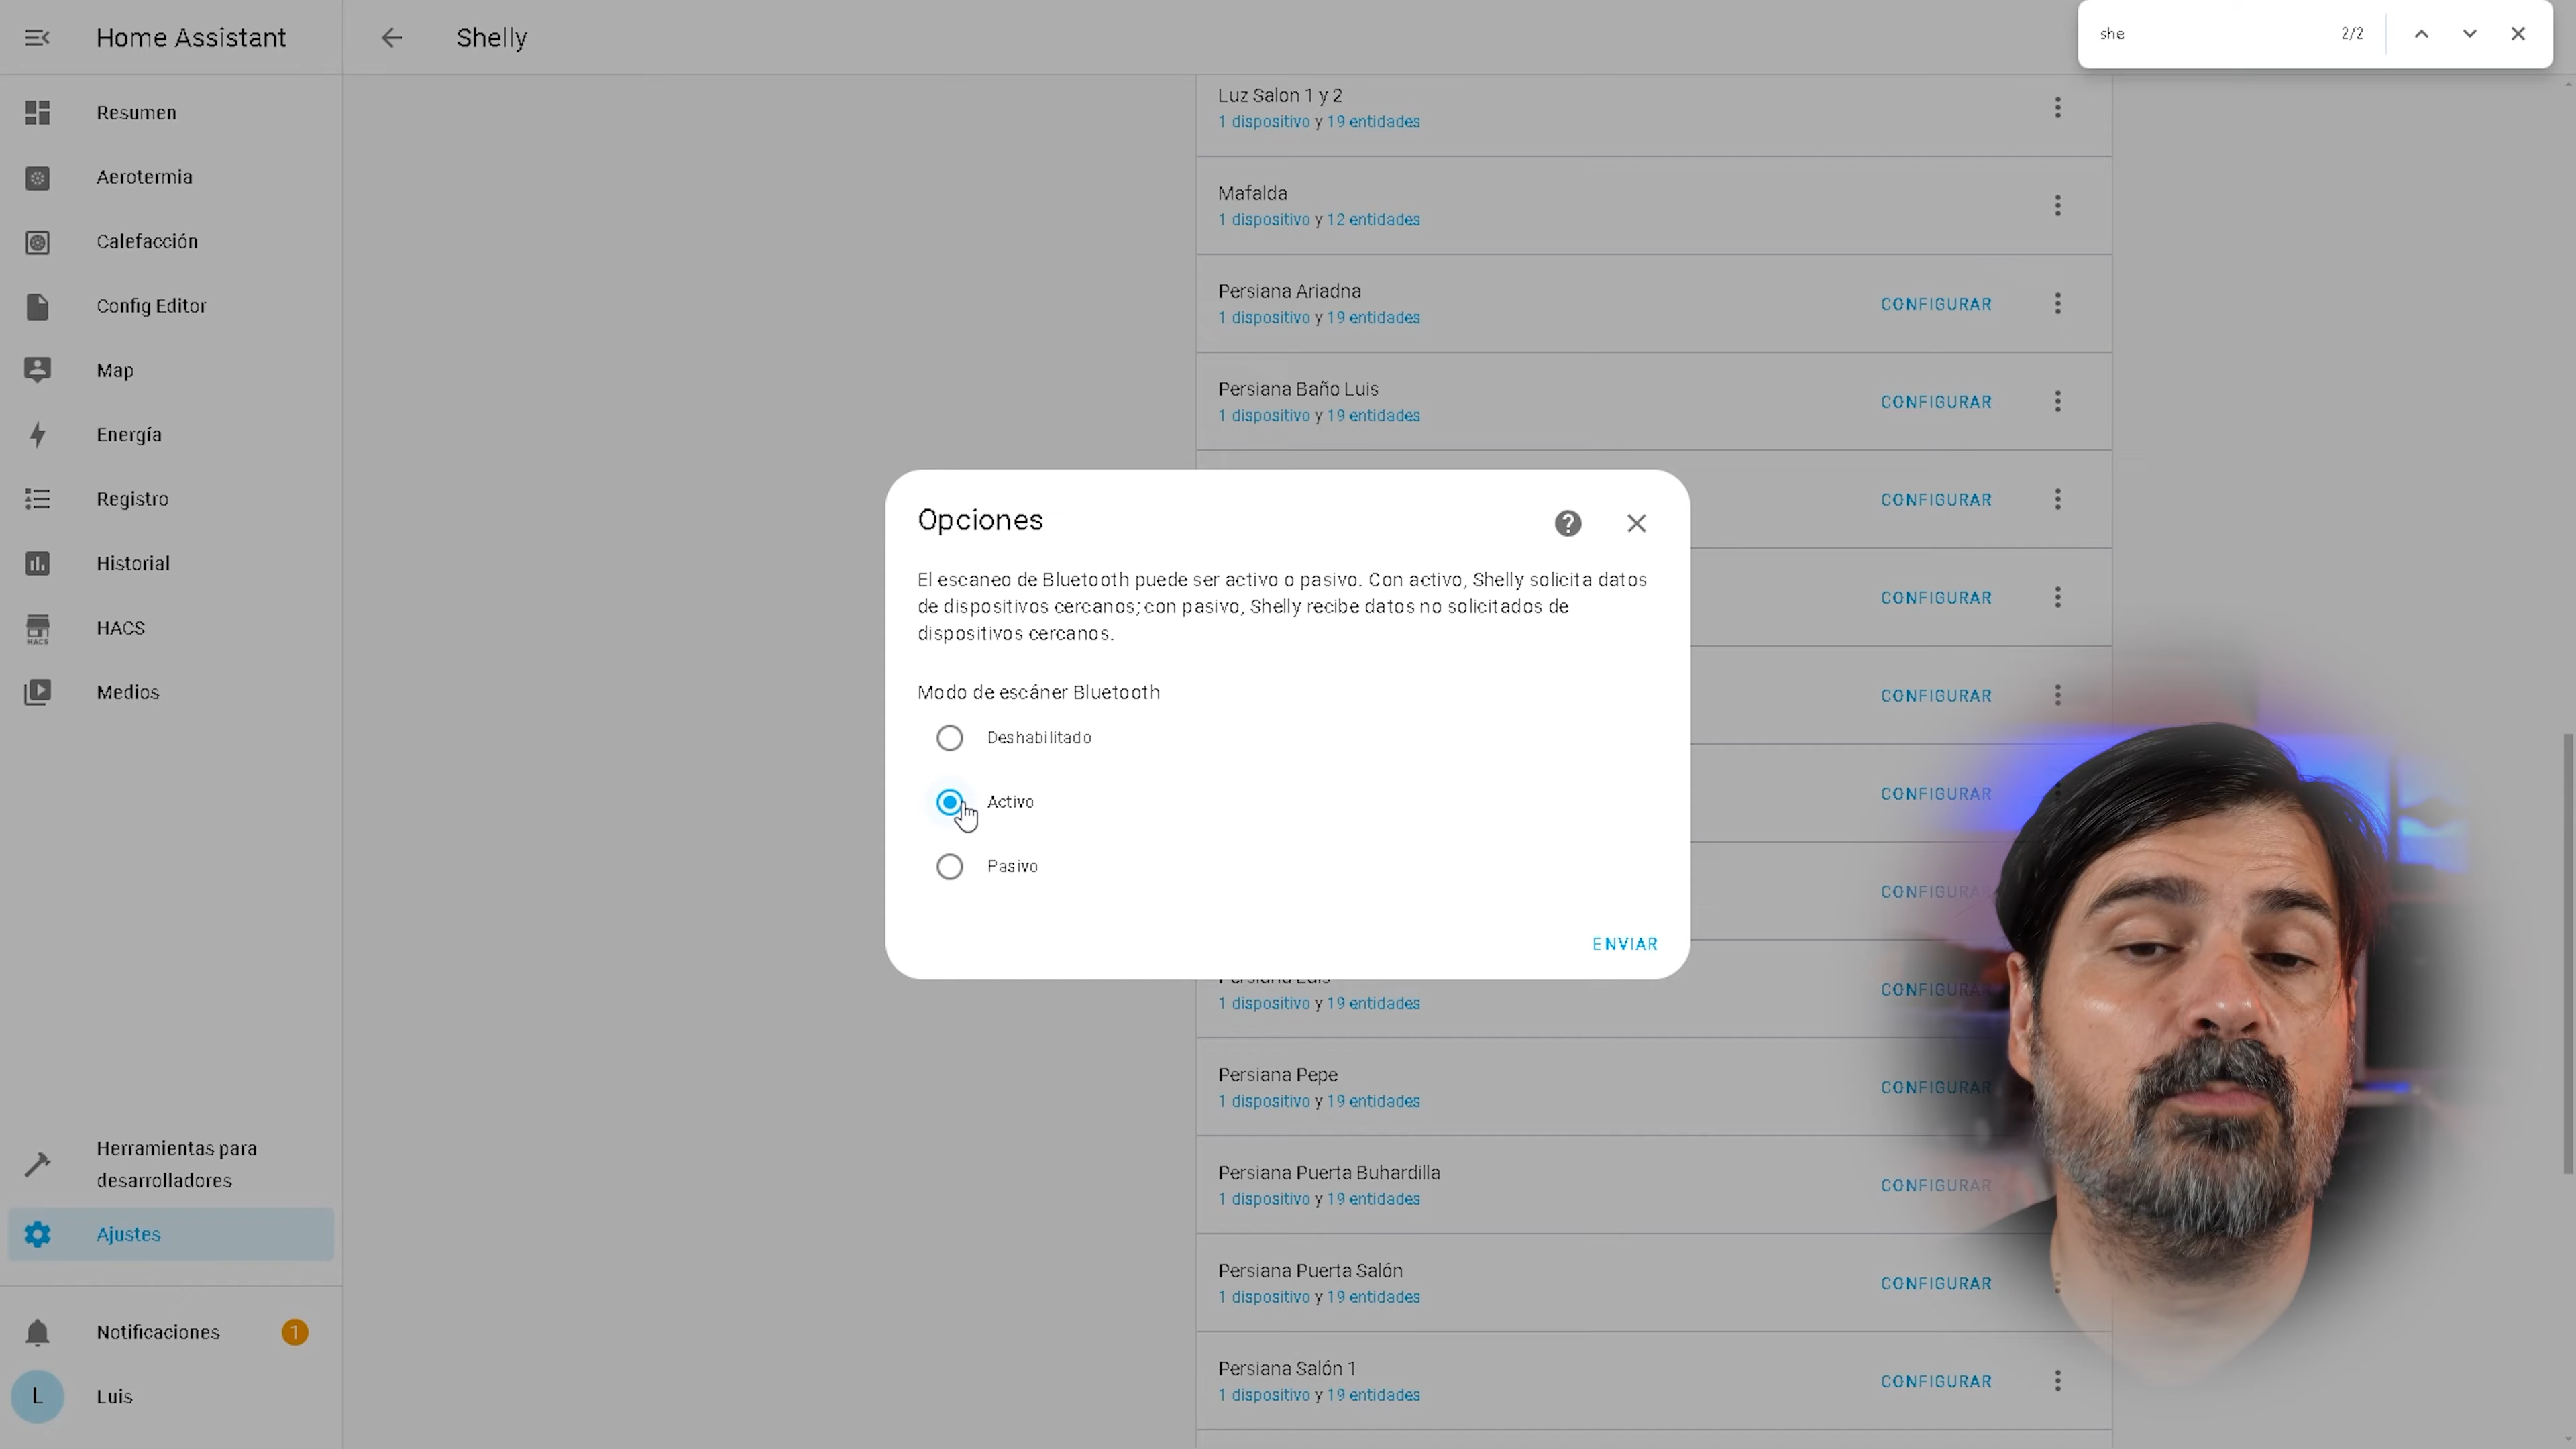 Home Assistant
Shelly
she
2/2
Resumen
Aerotermia
Calefacción
Config Editor
Map
Energía
Registro
Historial
HACS
HACS
Medios
Herramientas para
desarrolladores
Ajustes
Notificaciones
1
L
Luis
Luz Salon 1 y 2
1 dispositivo y 19 entidades
Mafalda
1 dispositivo y 12 entidades
Persiana Ariadna
1 dispositivo y 19 entidades
CONFIGURAR
Persiana Baño Luis
1 dispositivo y 19 entidades
CONFIGURAR
CONFIGURAR
CONFIGURAR
CONFIGURAR
CONFIGURAR
CONFIGURAR
Opciones
El escaneo de Bluetooth puede ser activo o pasivo. Con activo, Shelly solicita datos
de dispositivos cercanos; con pasivo, Shelly recibe datos no solicitados de
dispositivos cercanos.
Modo de escáner Bluetooth
Deshabilitado
Activo
Pasivo
ENVIAR
Persiana Luis
1 dispositivo y 19 entidades
CONFIGURAR
Persiana Pepe
1 dispositivo y 19 entidades
CONFIGURAR
Persiana Puerta Buhardilla
1 dispositivo y 19 entidades
CONFIGURAR
Persiana Puerta Salón
1 dispositivo y 19 entidades
CONFIGURAR
Persiana Salón 1
1 dispositivo y 19 entidades
CONFIGURAR